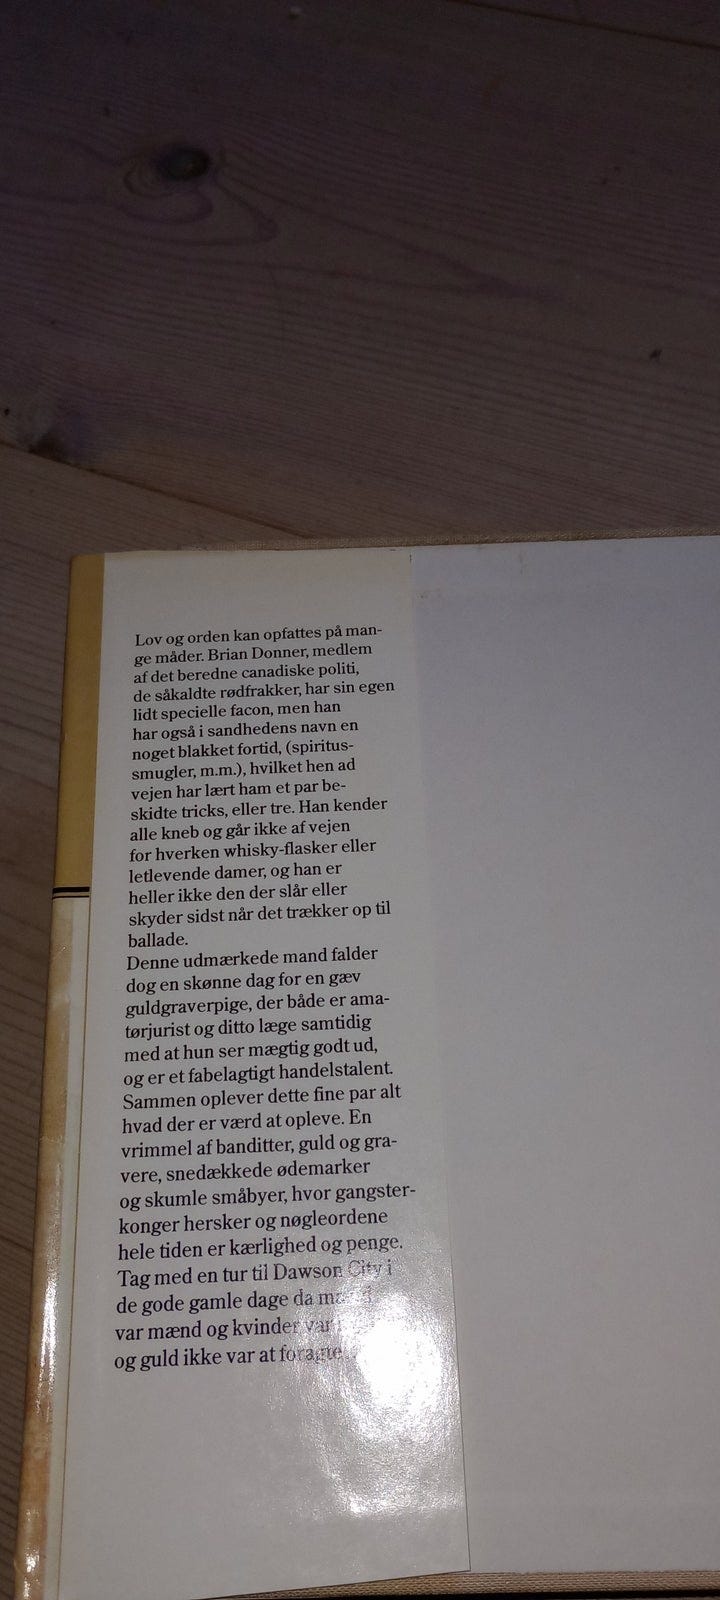 Lov og orden kan opfattes på man-
ge måder. Brian Donner, medlem
af det beredne canadiske politi,
de såkaldte rødfrakker, har sin egen
lidt specielle facon, men han
har også i sandhedens navn en
noget blakket fortid, (spiritus-
smugler, m.m.), hvilket hen ad
vejen har lært ham et par be-
skidte tricks, eller tre. Han kender
alle kneb og går ikke af vejen
for hverken whisky-flasker eller
letlevende damer, og han er
heller ikke den der slår eller
skyder sidst når det trækker op til
ballade.
Denne udmærkede mand falder
dog en skønne dag for en gæv
guldgraverpige, der både er ama-
tørjurist og ditto læge samtidig
med at hun ser mægtig godt ud,
og er et fabelagtigt handelstalent.
Sammen oplever dette fine par alt
hvad der er værd at opleve. En
vrimmel af banditter, guld og gra-
vere, snedækkede ødemarker
og skumle småbyer, hvor gangster-
konger hersker og nøgleordene
hele tiden er kærlighed og penge.
Tag med en tur til Dawson City i
de gode gamle dage da
var mænd og kvinder var
og guld ikke var at foragte